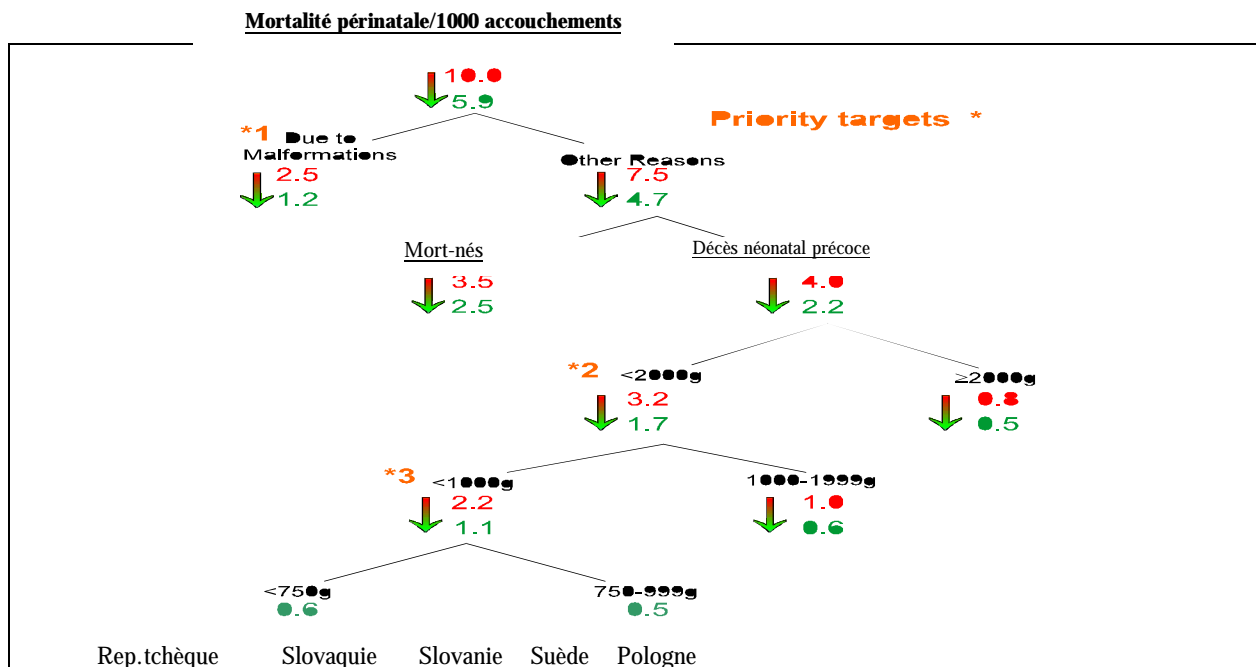 Mortalité périnatale/1000 accouchements
10.0
5.9
Priority targets *
*1 Due to
Malformations
2.5
1.2
Other Reasons
7.5
4.7
Mort-nés
3.5
2.5
Décès néonatal précoce
4.0
2.2
*2 <2000g
3.2
1.7
≥2000g
0.8
0.5
*3 <1000g
2.2
1.1
1000-1999g
1.0
0.6
<750g
0.6
750-999g
0.5
Rep.tchèque Slovaquie Slovanie Suède Pologne